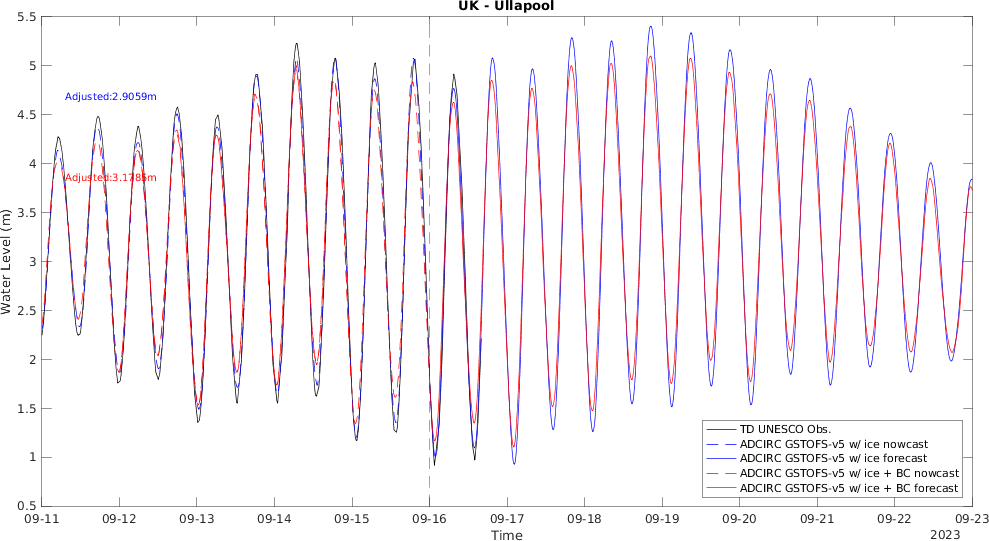 UK - Ullapool
5.5
5
4.5
4
3.5
3
2.5
2
1.5
1
0.5
Water Level (m)
Adjusted:2.9059m
Adjusted:3.1785m
TD UNESCO Obs.
ADCIRC GSTOFS-v5 w/ ice nowcast
ADCIRC GSTOFS-v5 w/ ice forecast
ADCIRC GSTOFS-v5 w/ ice + BC nowcast
ADCIRC GSTOFS-v5 w/ ice + BC forecast
09-11 09-12 09-13 09-14 09-15 09-16 09-17 09-18 09-19 09-20 09-21 09-22 09-23
Time
2023